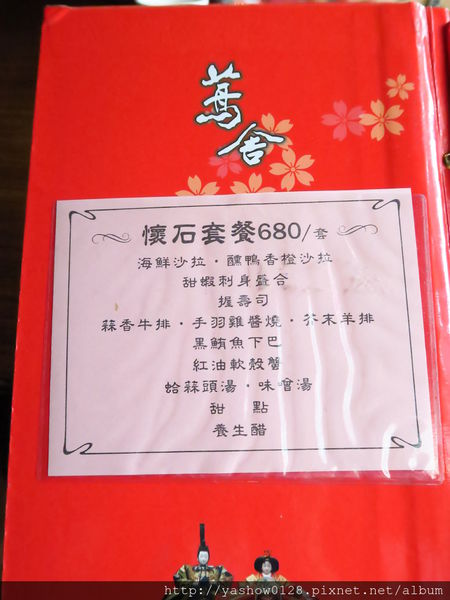 蔦舍
懷石套餐680/套
海鮮沙拉‧醺鴨香橙沙拉
甜蝦刺身盛合
握壽司
蒜香牛排‧手羽雞醬燒‧芥末羊排
黑鮪魚下巴
紅油軟殼蟹
蛤蒜頭湯‧味噌湯
甜 點
養生醋
http://yashow0128.pixnet.net/album